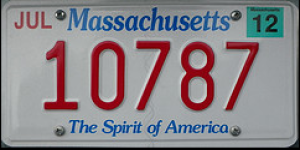 JUL Massachusetts 12
10787
The Spirit of America